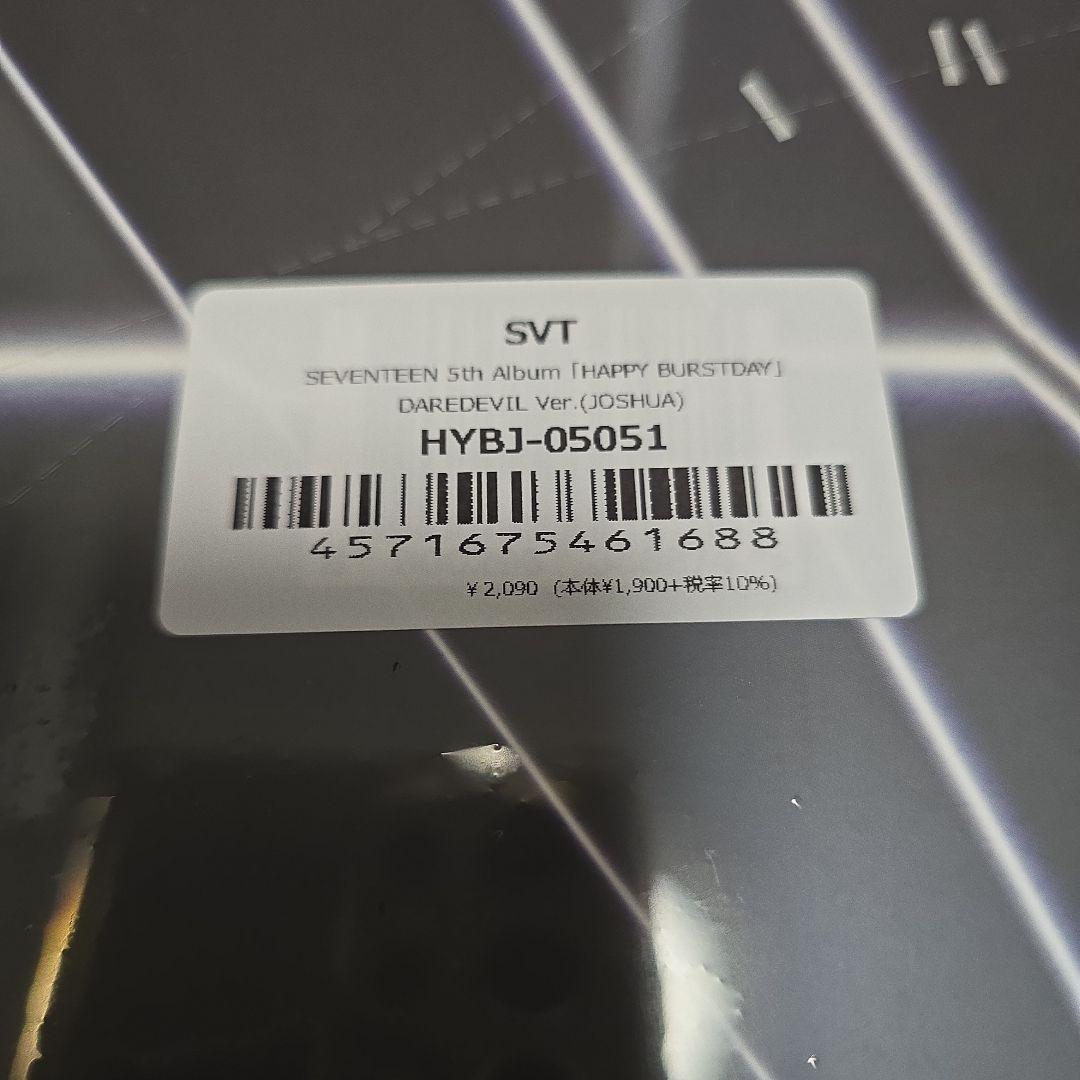 SVT
SEVENTEEN 5th Album「HAPPY BURSTDAY」
DAREDEVIL Ver.(JOSHUA)
HYBJ-05051
4571675461688
¥2,090 (本体¥1,900+税率10%)